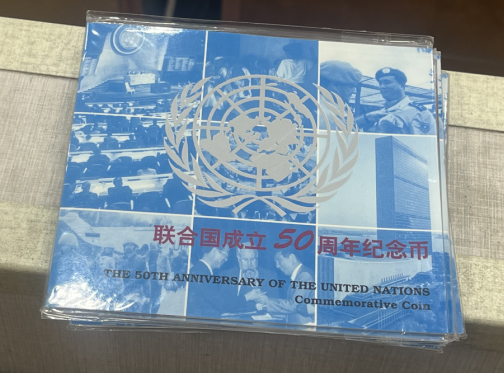 联合国成立50周年纪念币
THE 50TH ANNIVERSARY OF THE UNITED NATIONS
Commemorative Coin